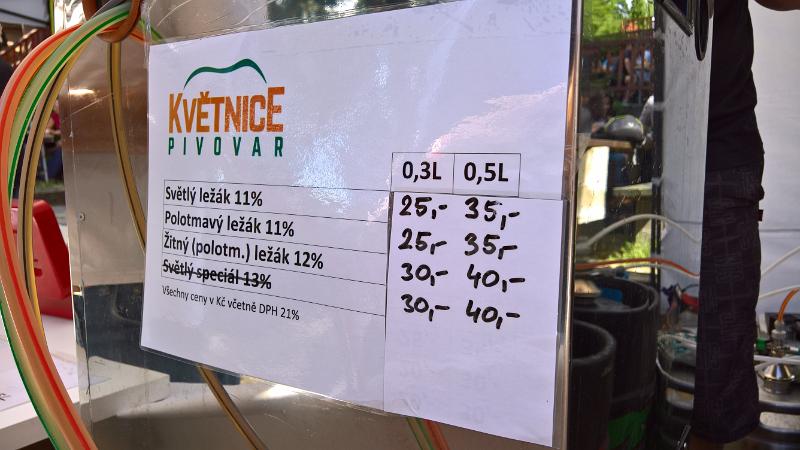 KVĚTNICE
PIVOVAR
0,3L 0,5L
Světlý ležák 11% 25,- 35,-
Polotmavý ležák 11% 25,- 35,-
Žitný (polotm.) ležák 12% 30,- 40,-
Světlý speciál 13% 30,- 40,-
Všechny ceny v Kč včetně DPH 21%